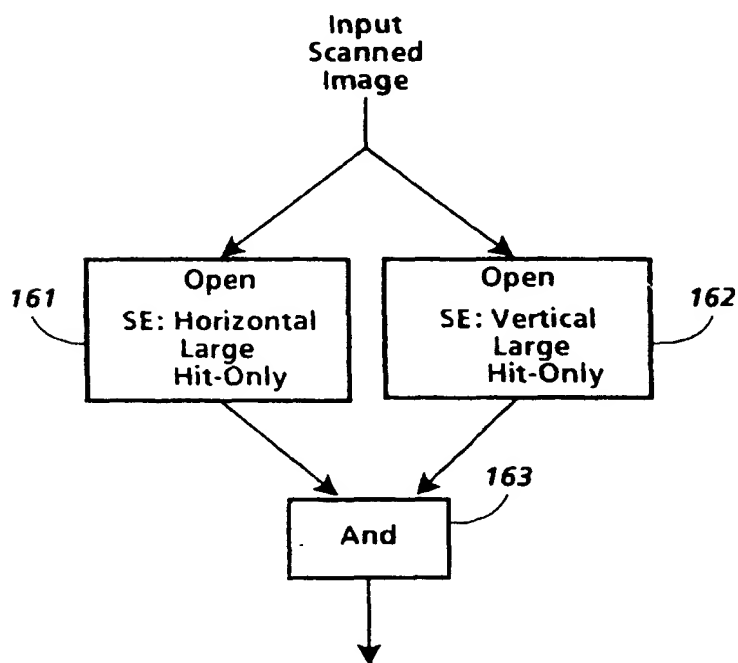 Input
Scanned
Image
161
Open
SE: Horizontal
Large
Hit-Only
Open
SE: Vertical
Large
Hit-Only
162
163
And